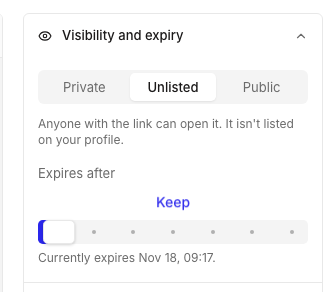 Visibility and expiry
Private Unlisted Public
Anyone with the link can open it. It isn't listed
on your profile.
Expires after
Keep
Currently expires Nov 18, 09:17.